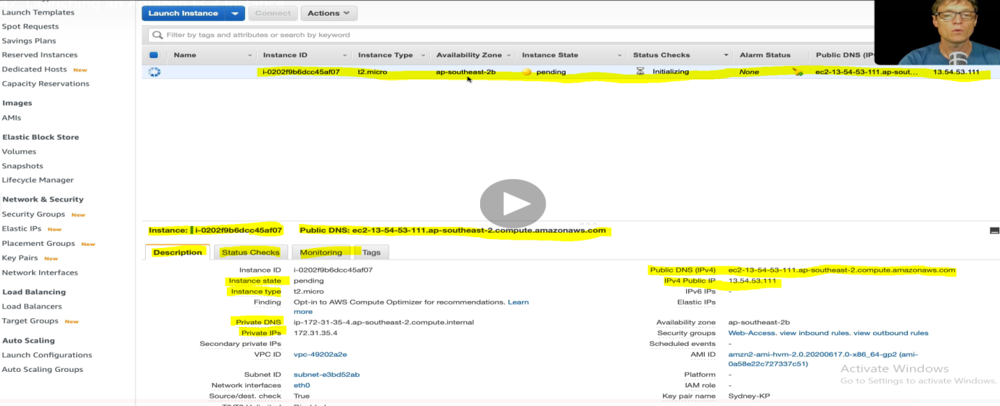 Launching an Amazon EC2 Instance
Launch Templates
Spot Requests
Savings Plans
Reserved Instances
Dedicated Hosts New
Capacity Reservations
Images
AMIs
Elastic Block Store
Volumes
Snapshots
Lifecycle Manager
Network & Security
Security Groups New
Elastic IPs New
Placement Groups New
Key Pairs New
Network Interfaces
Load Balancing
Load Balancers
Target Groups New
Auto Scaling
Launch Configurations
Auto Scaling Groups
Launch Instance Connect Actions
Filter by tags and attributes or search by keyword
Name Instance ID Instance Type Availability Zone Instance State Status Checks Alarm Status Public DNS (IP
i-0202f9b6dcc45af07 t2.micro ap-southeast-2b pending Initializing None ec2-13-54-53-111.ap-sout... 13.54.53.111
Instance: i-0202f9b6dcc45af07 Public DNS: ec2-13-54-53-111.ap-southeast-2.compute.amazonaws.com
Description Status Checks Monitoring Tags
Instance ID i-0202f9b6dcc45af07
Instance state pending
Instance type t2.micro
Finding Opt-in to AWS Compute Optimizer for recommendations. Learn
more
Private DNS ip-172-31-35-4.ap-southeast-2.compute.internal
Private IPs 172.31.35.4
Secondary private IPs
VPC ID vpc-49202a2e
Subnet ID subnet-e3bd52ab
Network interfaces eth0
Source/dest. check True
Public DNS (IPv4) ec2-13-54-53-111.ap-southeast-2.compute.amazonaws.com
IPv4 Public IP 13.54.53.111
IPv6 IPs -
Elastic IPs
Availability zone ap-southeast-2b
Security groups Web-Access. view inbound rules. view outbound rules
Scheduled events -
AMI ID amzn2-ami-hvm-2.0.20200617.0-x86_64-gp2 (ami-
0a58e22c727337c51)
Platform -
IAM role -
Key pair name Sydney-KP
Activate Windows
Go to Settings to activate Windows.